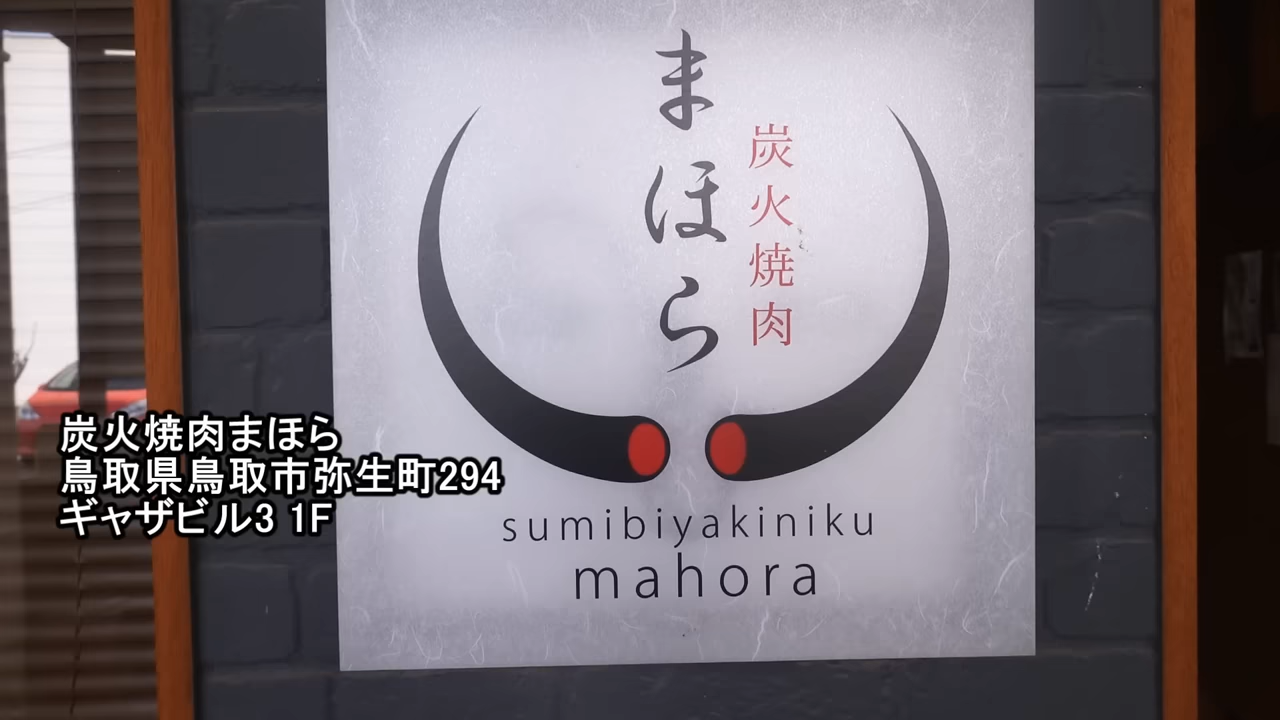 まほら
炭火焼肉
sumibiyakiniku
mahora
炭火焼肉まほら
鳥取県鳥取市弥生町294
ギャザビル3 1F